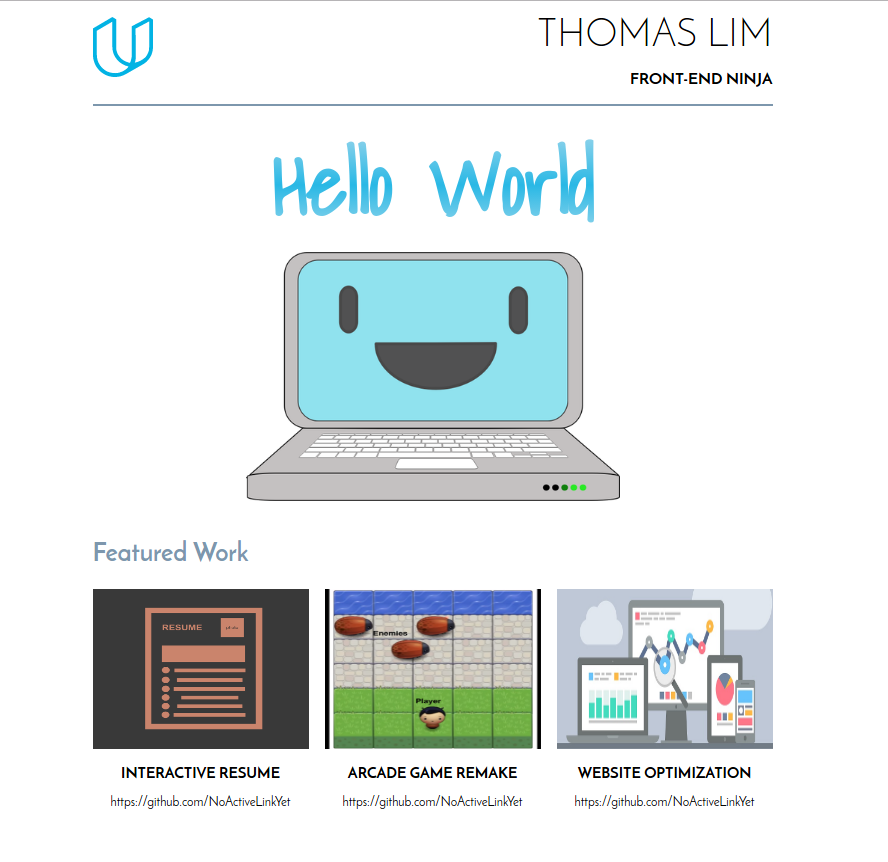 THOMAS LIM
FRONT-END NINJA
Hello World
Featured Work
RESUME
Enemies
Player
INTERACTIVE RESUME
ARCADE GAME REMAKE
WEBSITE OPTIMIZATION
https://github.com/NoActiveLinkYet
https://github.com/NoActiveLinkYet
https://github.com/NoActiveLinkYet